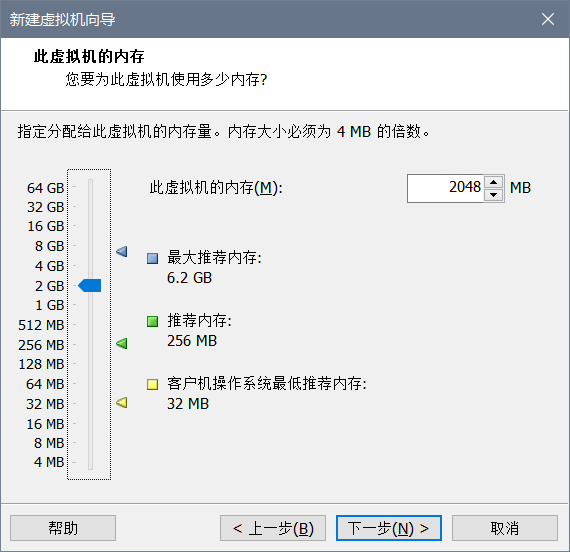 新建虚拟机向导
此虚拟机的内存
您要为此虚拟机使用多少内存?
指定分配给此虚拟机的内存量。内存大小必须为 4 MB 的倍数。
64 GB
32 GB
16 GB
8 GB
4 GB
2 GB
1 GB
512 MB
256 MB
128 MB
64 MB
32 MB
16 MB
8 MB
4 MB
此虚拟机的内存(M):
2048 MB
最大推荐内存:
6.2 GB
推荐内存:
256 MB
客户机操作系统最低推荐内存:
32 MB
帮助
< 上一步(B)
下一步(N) >
取消